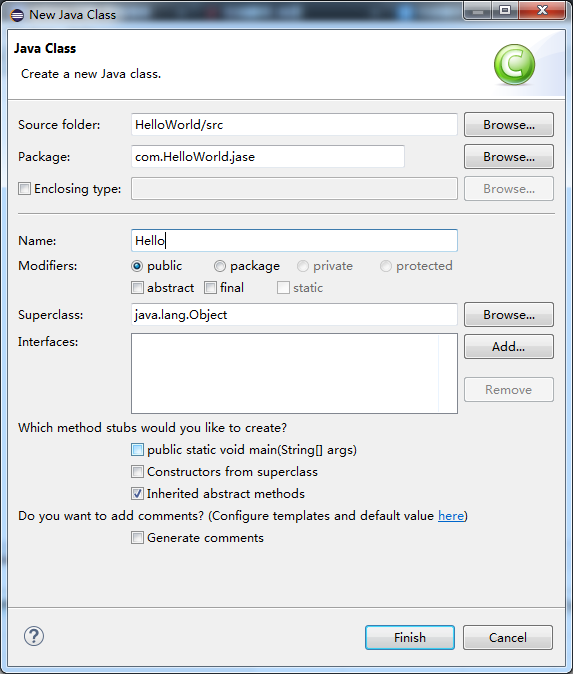 New Java Class
Java Class
Create a new Java class.
Source folder: HelloWorld/src Browse...
Package: com.HelloWorld.jase Browse...
Enclosing type: Browse...
Name: Hello
Modifiers: public package private protected
abstract final static
Superclass: java.lang.Object Browse...
Interfaces: Add...
Remove
Which method stubs would you like to create?
public static void main(String[] args)
Constructors from superclass
Inherited abstract methods
Do you want to add comments? (Configure templates and default value here)
Generate comments
? Finish Cancel